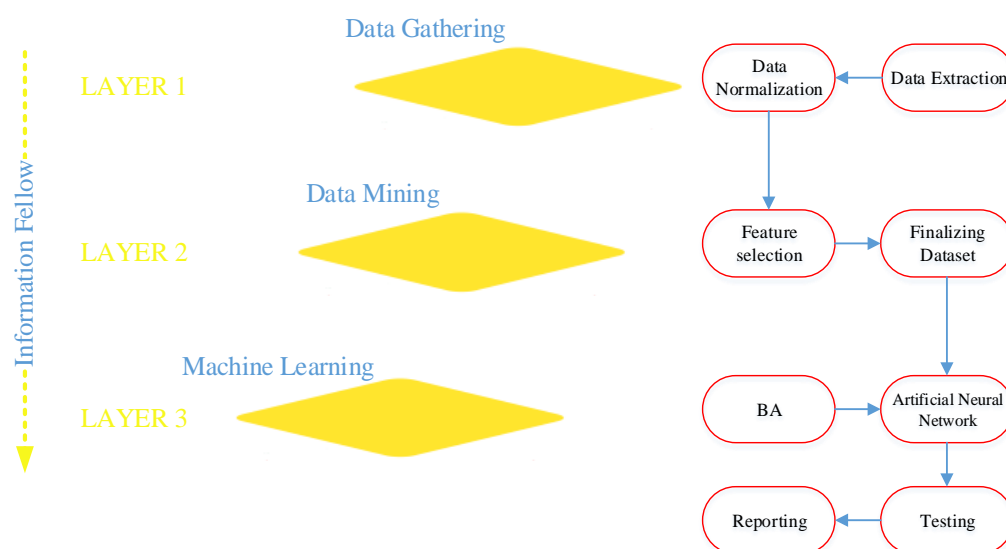 Data Gathering
LAYER 1
Data
Normalization
Data Extraction
Information Fellow
Data Mining
LAYER 2
Feature
selection
Finalizing
Dataset
Machine Learning
LAYER 3
BA
Artificial Neural
Network
Reporting
Testing